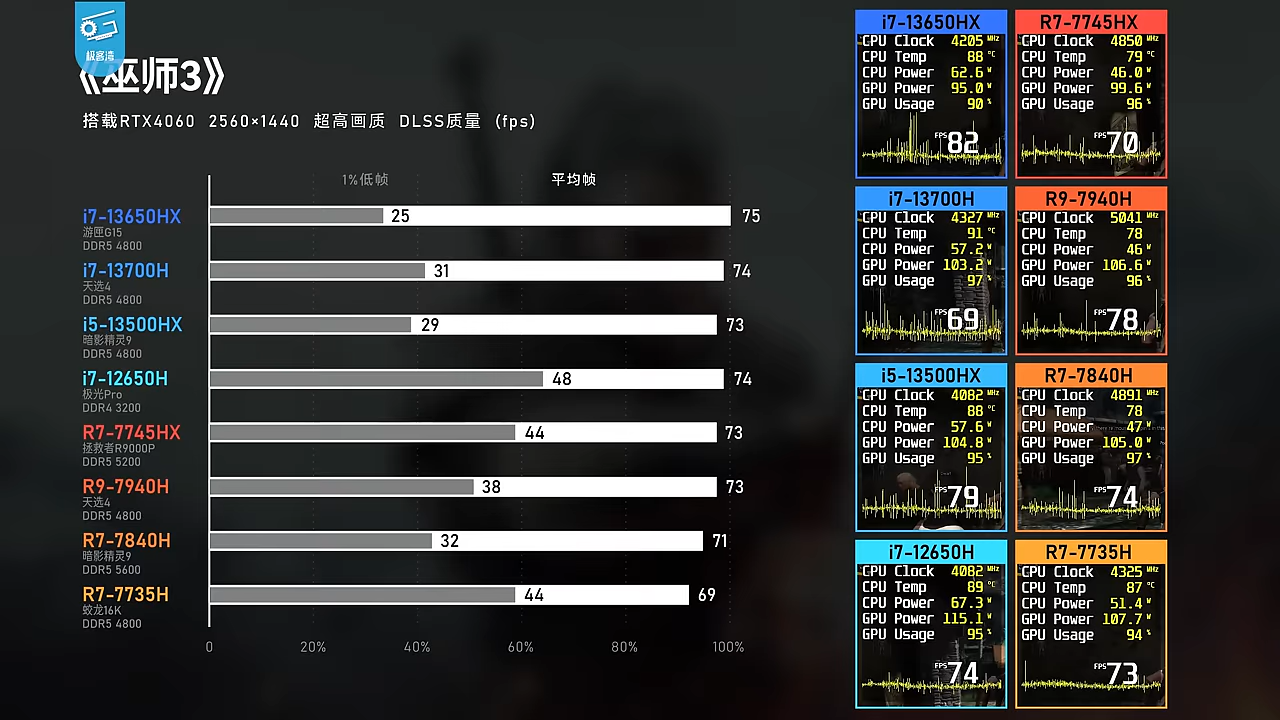 极客湾
《巫师3》
搭载RTX4060 2560×1440 超高画质 DLSS质量 (fps)
1%低帧 平均帧
i7-13650HX 25 75
游匣G15
DDR5 4800
i7-13700H 31 74
天选4
DDR5 4800
i5-13500HX 29 73
暗影精灵9
DDR5 4800
i7-12650H 48 74
极光Pro
DDR4 3200
R7-7745HX 44 73
拯救者R9000P
DDR5 5200
R9-7940H 38 73
天选4
DDR5 4800
R7-7840H 32 71
暗影精灵9
DDR5 5600
R7-7735H 44 69
蛟龙16K
DDR5 4800
0 20% 40% 60% 80% 100%
i7-13650HX
CPU Clock 4205 MHz
CPU Temp 88 °C
CPU Power 62.6 W
GPU Power 95.0 W
GPU Usage 90 %
FPS 82
R7-7745HX
CPU Clock 4850 MHz
CPU Temp 79 °C
CPU Power 46.0 W
GPU Power 99.6 W
GPU Usage 96 %
FPS 70
i7-13700H
CPU Clock 4327 MHz
CPU Temp 91 °C
CPU Power 57.2 W
GPU Power 103.2 W
GPU Usage 97 %
FPS 69
R9-7940H
CPU Clock 5041 MHz
CPU Temp 78
CPU Power 46 W
GPU Power 106.6 W
GPU Usage 96 %
FPS 78
i5-13500HX
CPU Clock 4082 MHz
CPU Temp 88 °C
CPU Power 57.6 W
GPU Power 104.8 W
GPU Usage 95 %
FPS 79
R7-7840H
CPU Clock 4891 MHz
CPU Temp 78
CPU Power 47 W
GPU Power 105.0 W
GPU Usage 97 %
FPS 74
i7-12650H
CPU Clock 4082 MHz
CPU Temp 89 °C
CPU Power 67.3 W
GPU Power 115.1 W
GPU Usage 95 %
FPS 74
R7-7735H
CPU Clock 4325 MHz
CPU Temp 87 °C
CPU Power 51.4 W
GPU Power 107.7 W
GPU Usage 94 %
FPS 73